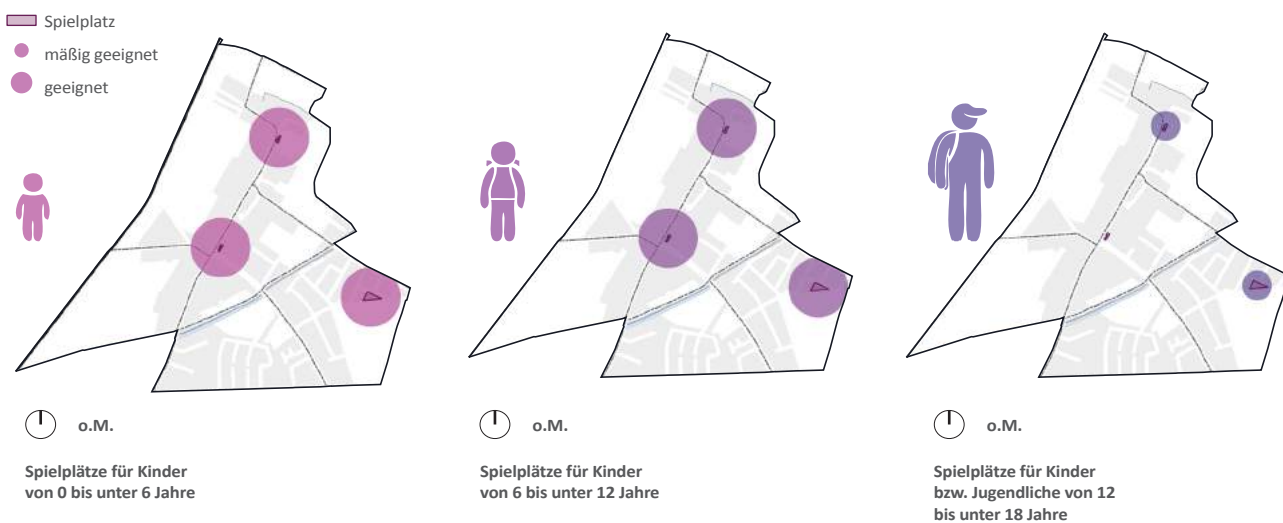 Spielplatz
mäßig geeignet
geeignet
o.M.
Spielplätze für Kinder
von 0 bis unter 6 Jahre
o.M.
Spielplätze für Kinder
von 6 bis unter 12 Jahre
o.M.
Spielplätze für Kinder
bzw. Jugendliche von 12
bis unter 18 Jahre